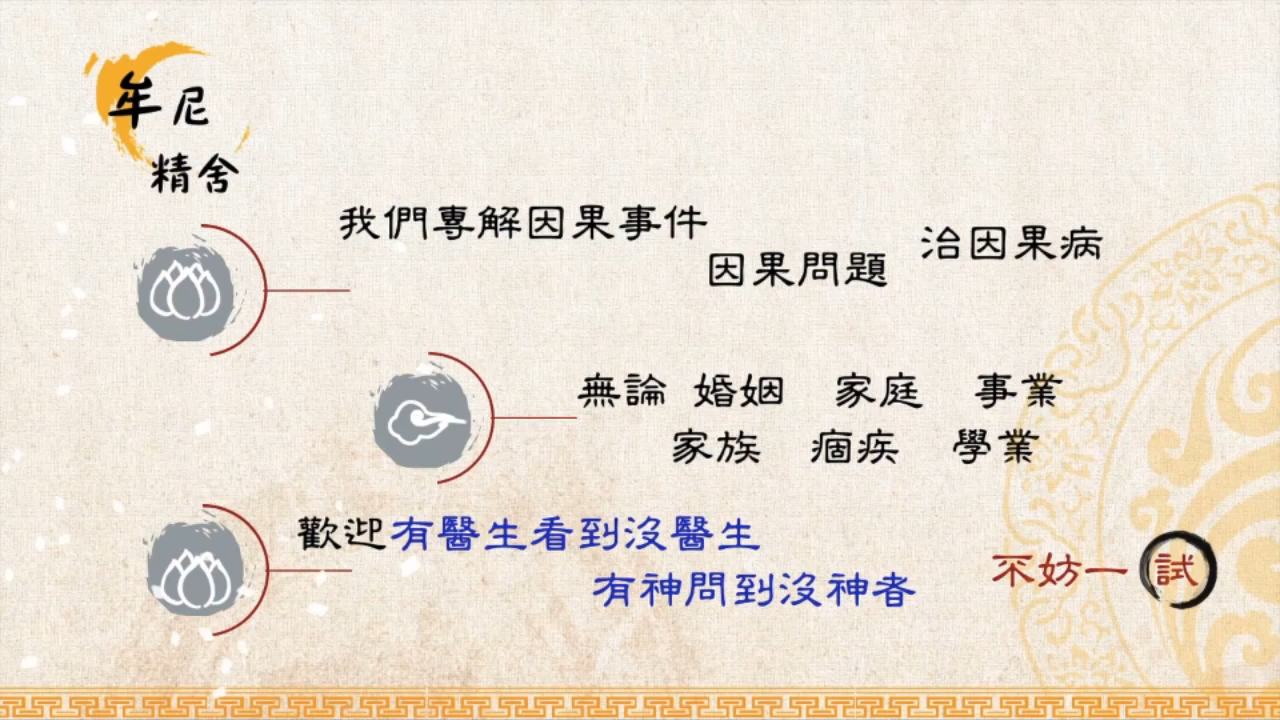 牟尼
精舍
我們專解因果事件
因果問題
治因果病
無論 婚姻 家庭 事業
家族 痼疾 學業
歡迎有醫生看到沒醫生
有神問到沒神者
不妨一試